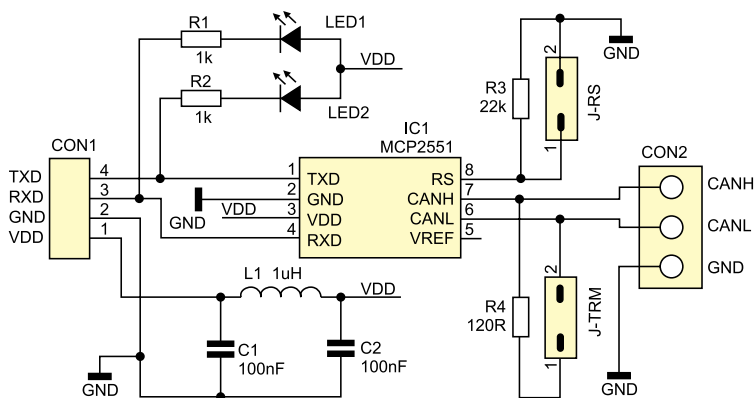 R1
1k
LED1
VDD
R2
1k
LED2
R3
22k
2
1
J-RS
GND
CON1
TXD
RXD
GND
VDD
4
3
2
1
IC1
MCP2551
1
2
3
4
TXD
GND
VDD
RXD
RS
CANH
CANL
VREF
8
7
6
5
GND
VDD
CON2
CANH
CANL
GND
L1 1uH
VDD
C1
100nF
C2
100nF
GND
R4
120R
2
1
J-TRM
GND